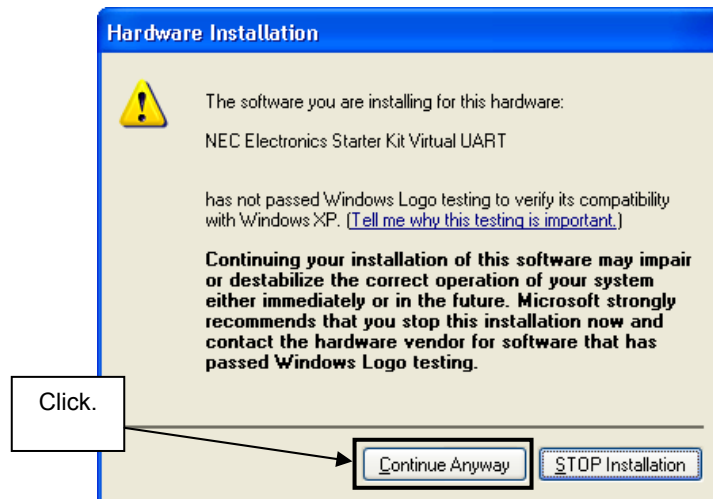 Hardware Installation
The software you are installing for this hardware:
NEC Electronics Starter Kit Virtual UART
has not passed Windows Logo testing to verify its compatibility
with Windows XP. (Tell me why this testing is important.)
Continuing your installation of this software may impair
or destabilize the correct operation of your system
either immediately or in the future. Microsoft strongly
recommends that you stop this installation now and
contact the hardware vendor for software that has
passed Windows Logo testing.
Click.
Continue Anyway STOP Installation